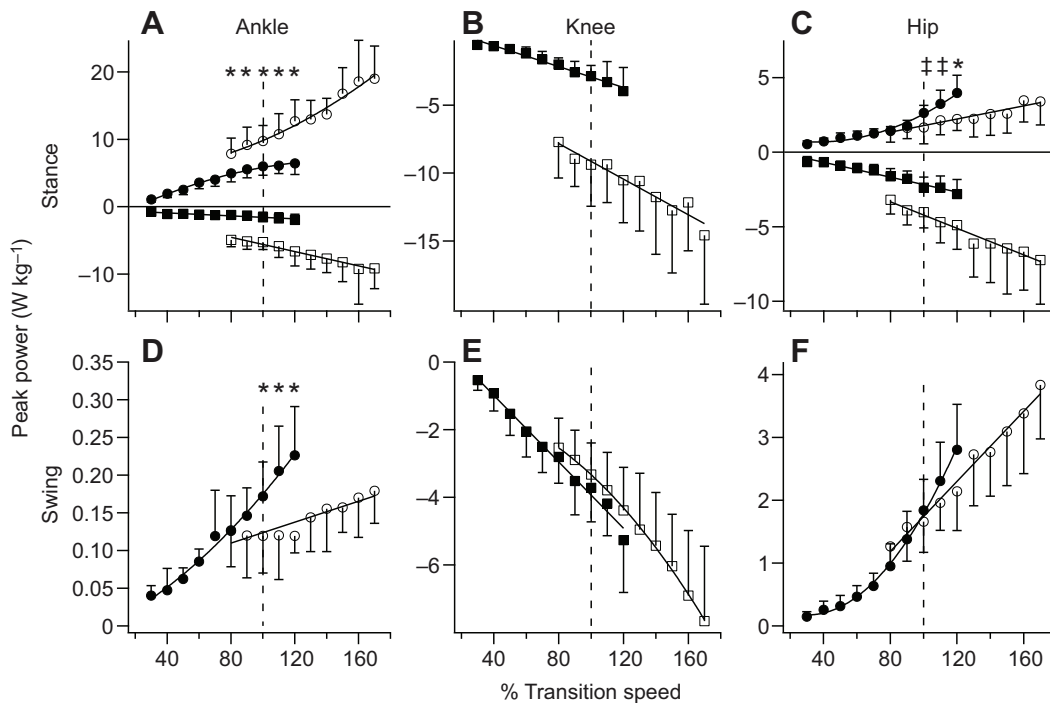 A Ankle
B Knee
C Hip
** ***
‡‡*
20
10
0
–10
–5
–10
–15
5
0
–5
–10
Stance
Peak power (W kg–1)
D
E
F
***
0.35
0.30
0.25
0.20
0.15
0.10
0.05
0
0
–2
–4
–6
4
3
2
1
0
Swing
40 80 120 160
40 80 120 160
40 80 120 160
% Transition speed